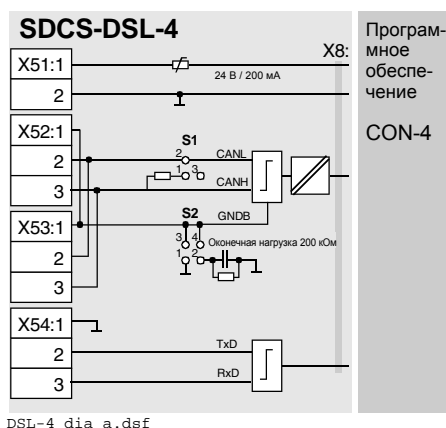 SDCS-DSL-4
X8:
Програм-
мное
обеспе-
чение
CON-4
X51:1
24 В / 200 мА
2
X52:1
S1
2
2 CANL
1 3
3
CANH
X53:1
S2
GNDB
3 4
Оконечная нагрузка 200 кОм
2
1 2
3
X54:1
2
TxD
3
RxD
DSL-4_dia_a.dsf